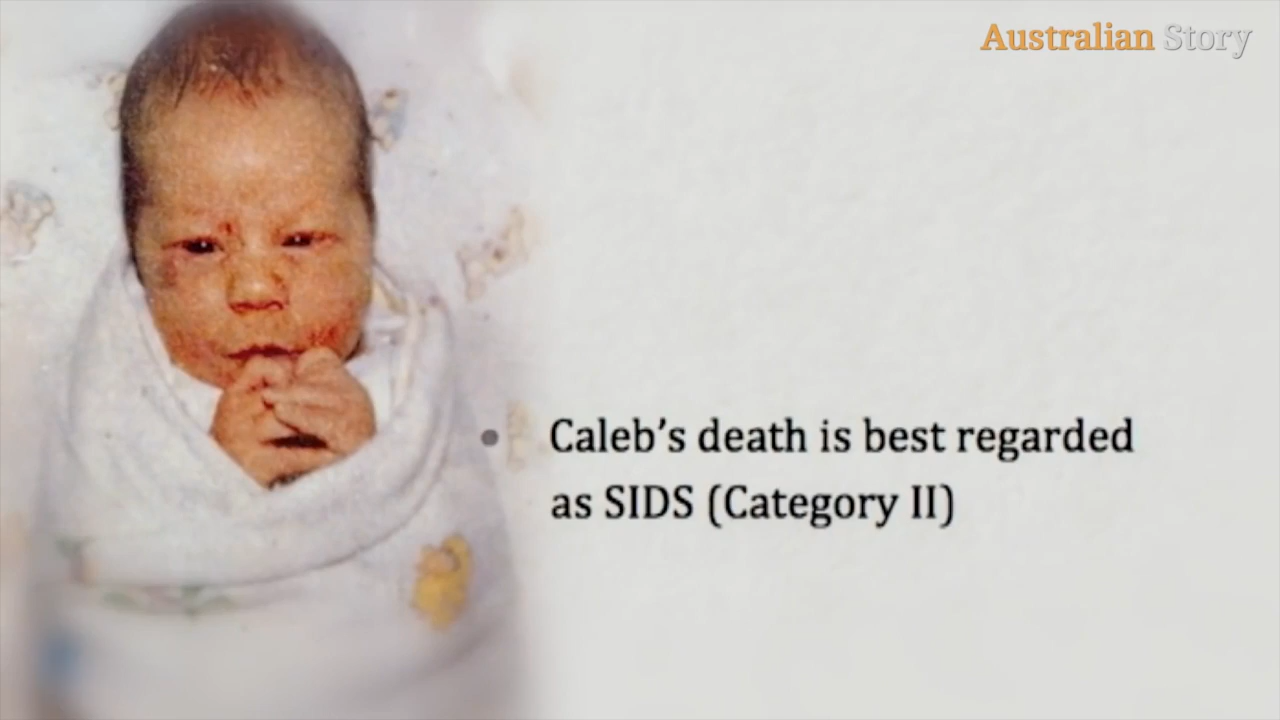 Australian Story
• Caleb’s death is best regarded
as SIDS (Category II)